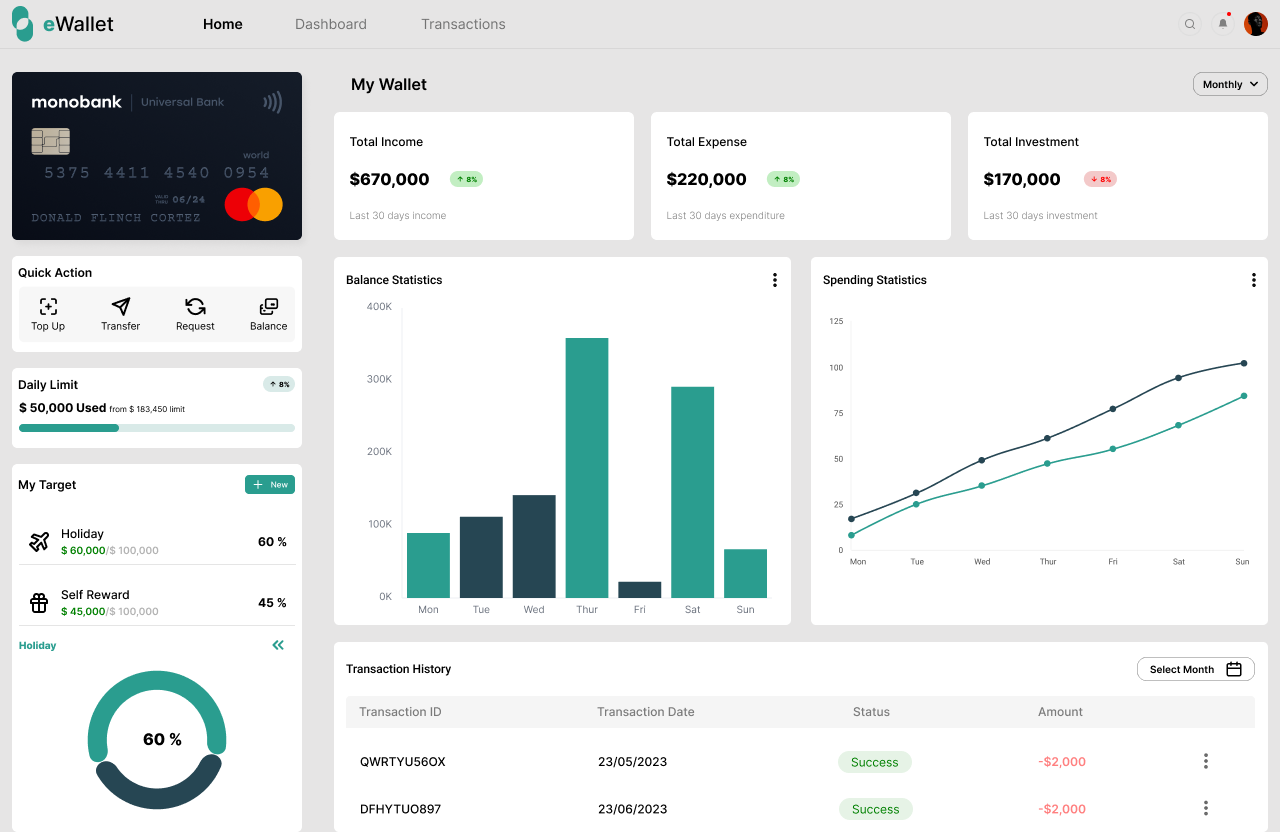 eWallet
Home
Dashboard
Transactions
monobank
Universal Bank
world
5375 4411 4540 0954
VALID THRU 06/24
DONALD FLINCH CORTEZ
Quick Action
Top Up
Transfer
Request
Balance
Daily Limit
8%
$ 50,000 Used from $ 183,450 limit
My Target
New
Holiday
$ 60,000/$ 100,000
60 %
Self Reward
$ 45,000/$ 100,000
45 %
Holiday
60 %
My Wallet
Monthly
Total Income
$670,000
8%
Last 30 days income
Total Expense
$220,000
8%
Last 30 days expenditure
Total Investment
$170,000
8%
Last 30 days investment
Balance Statistics
400K
300K
200K
100K
0K
Mon Tue Wed Thur Fri Sat Sun
Spending Statistics
125
100
75
50
25
0
Mon Tue Wed Thur Fri Sat Sun
Transaction History
Select Month
Transaction ID Transaction Date Status Amount
QWRTYU56OX 23/05/2023 Success -$2,000
DFHYTUO897 23/06/2023 Success -$2,000